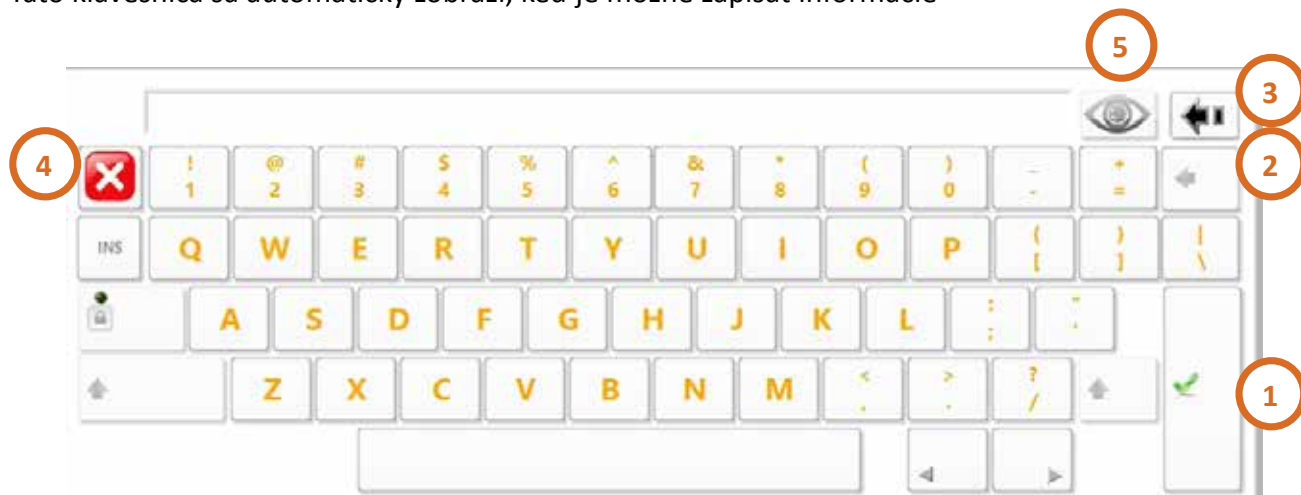 Táto klávesnica sa automaticky zobrazí, keď je možné zapísať informácie
5
3
4 ! @ # $ % ^ & * ( ) _ + 2
1 2 3 4 5 6 7 8 9 0 - =
INS Q W E R T Y U I O P { [ } ] | \
A S D F G H J K L : ; " '
Z X C V B N M < , > . ? / 1